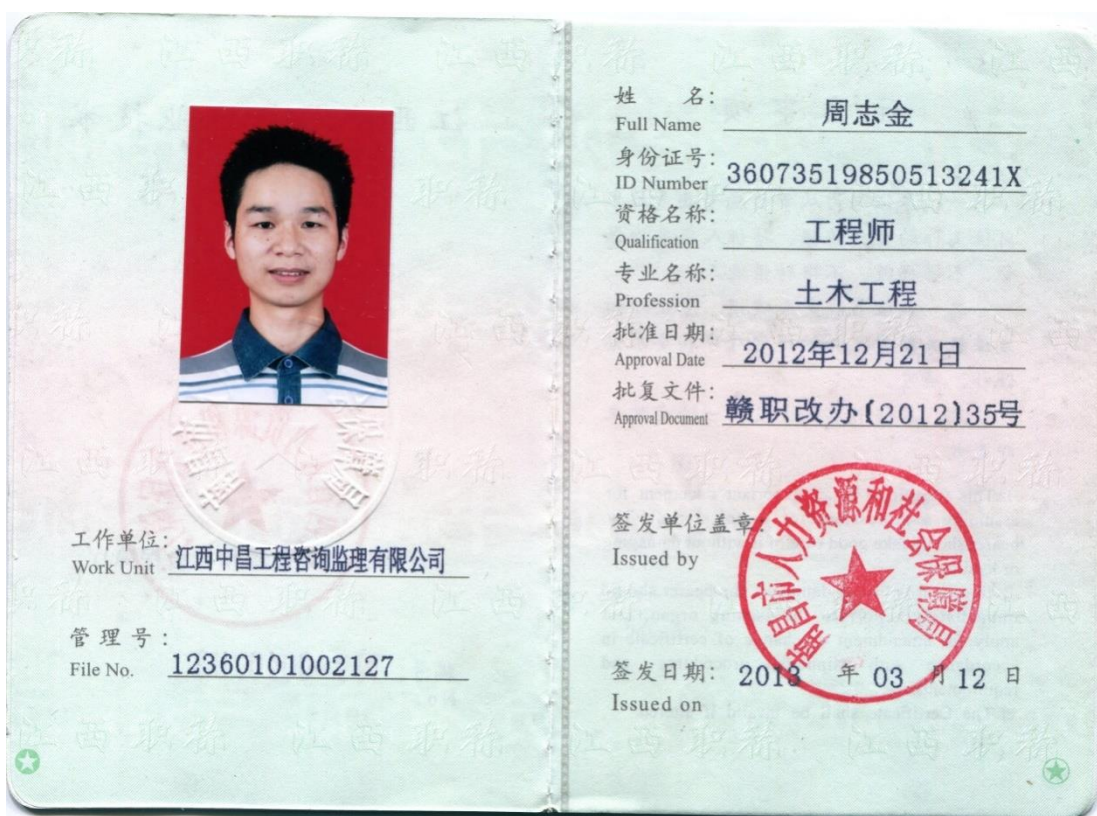 工作单位:
Work Unit 江西中昌工程咨询监理有限公司
管理号:
File No. 12360101002127
姓 名:
Full Name 周志金
身份证号:
ID Number 36073519850513241X
资格名称:
Qualification 工程师
专业名称:
Profession 土木工程
批准日期:
Approval Date 2012年12月21日
批复文件:
Approval Document 赣职改办〔2012〕35号
签发单位盖章:
Issued by
南昌市人力资源和社会保障局
签发日期: 2013 年 03 月 12 日
Issued on
江西职称